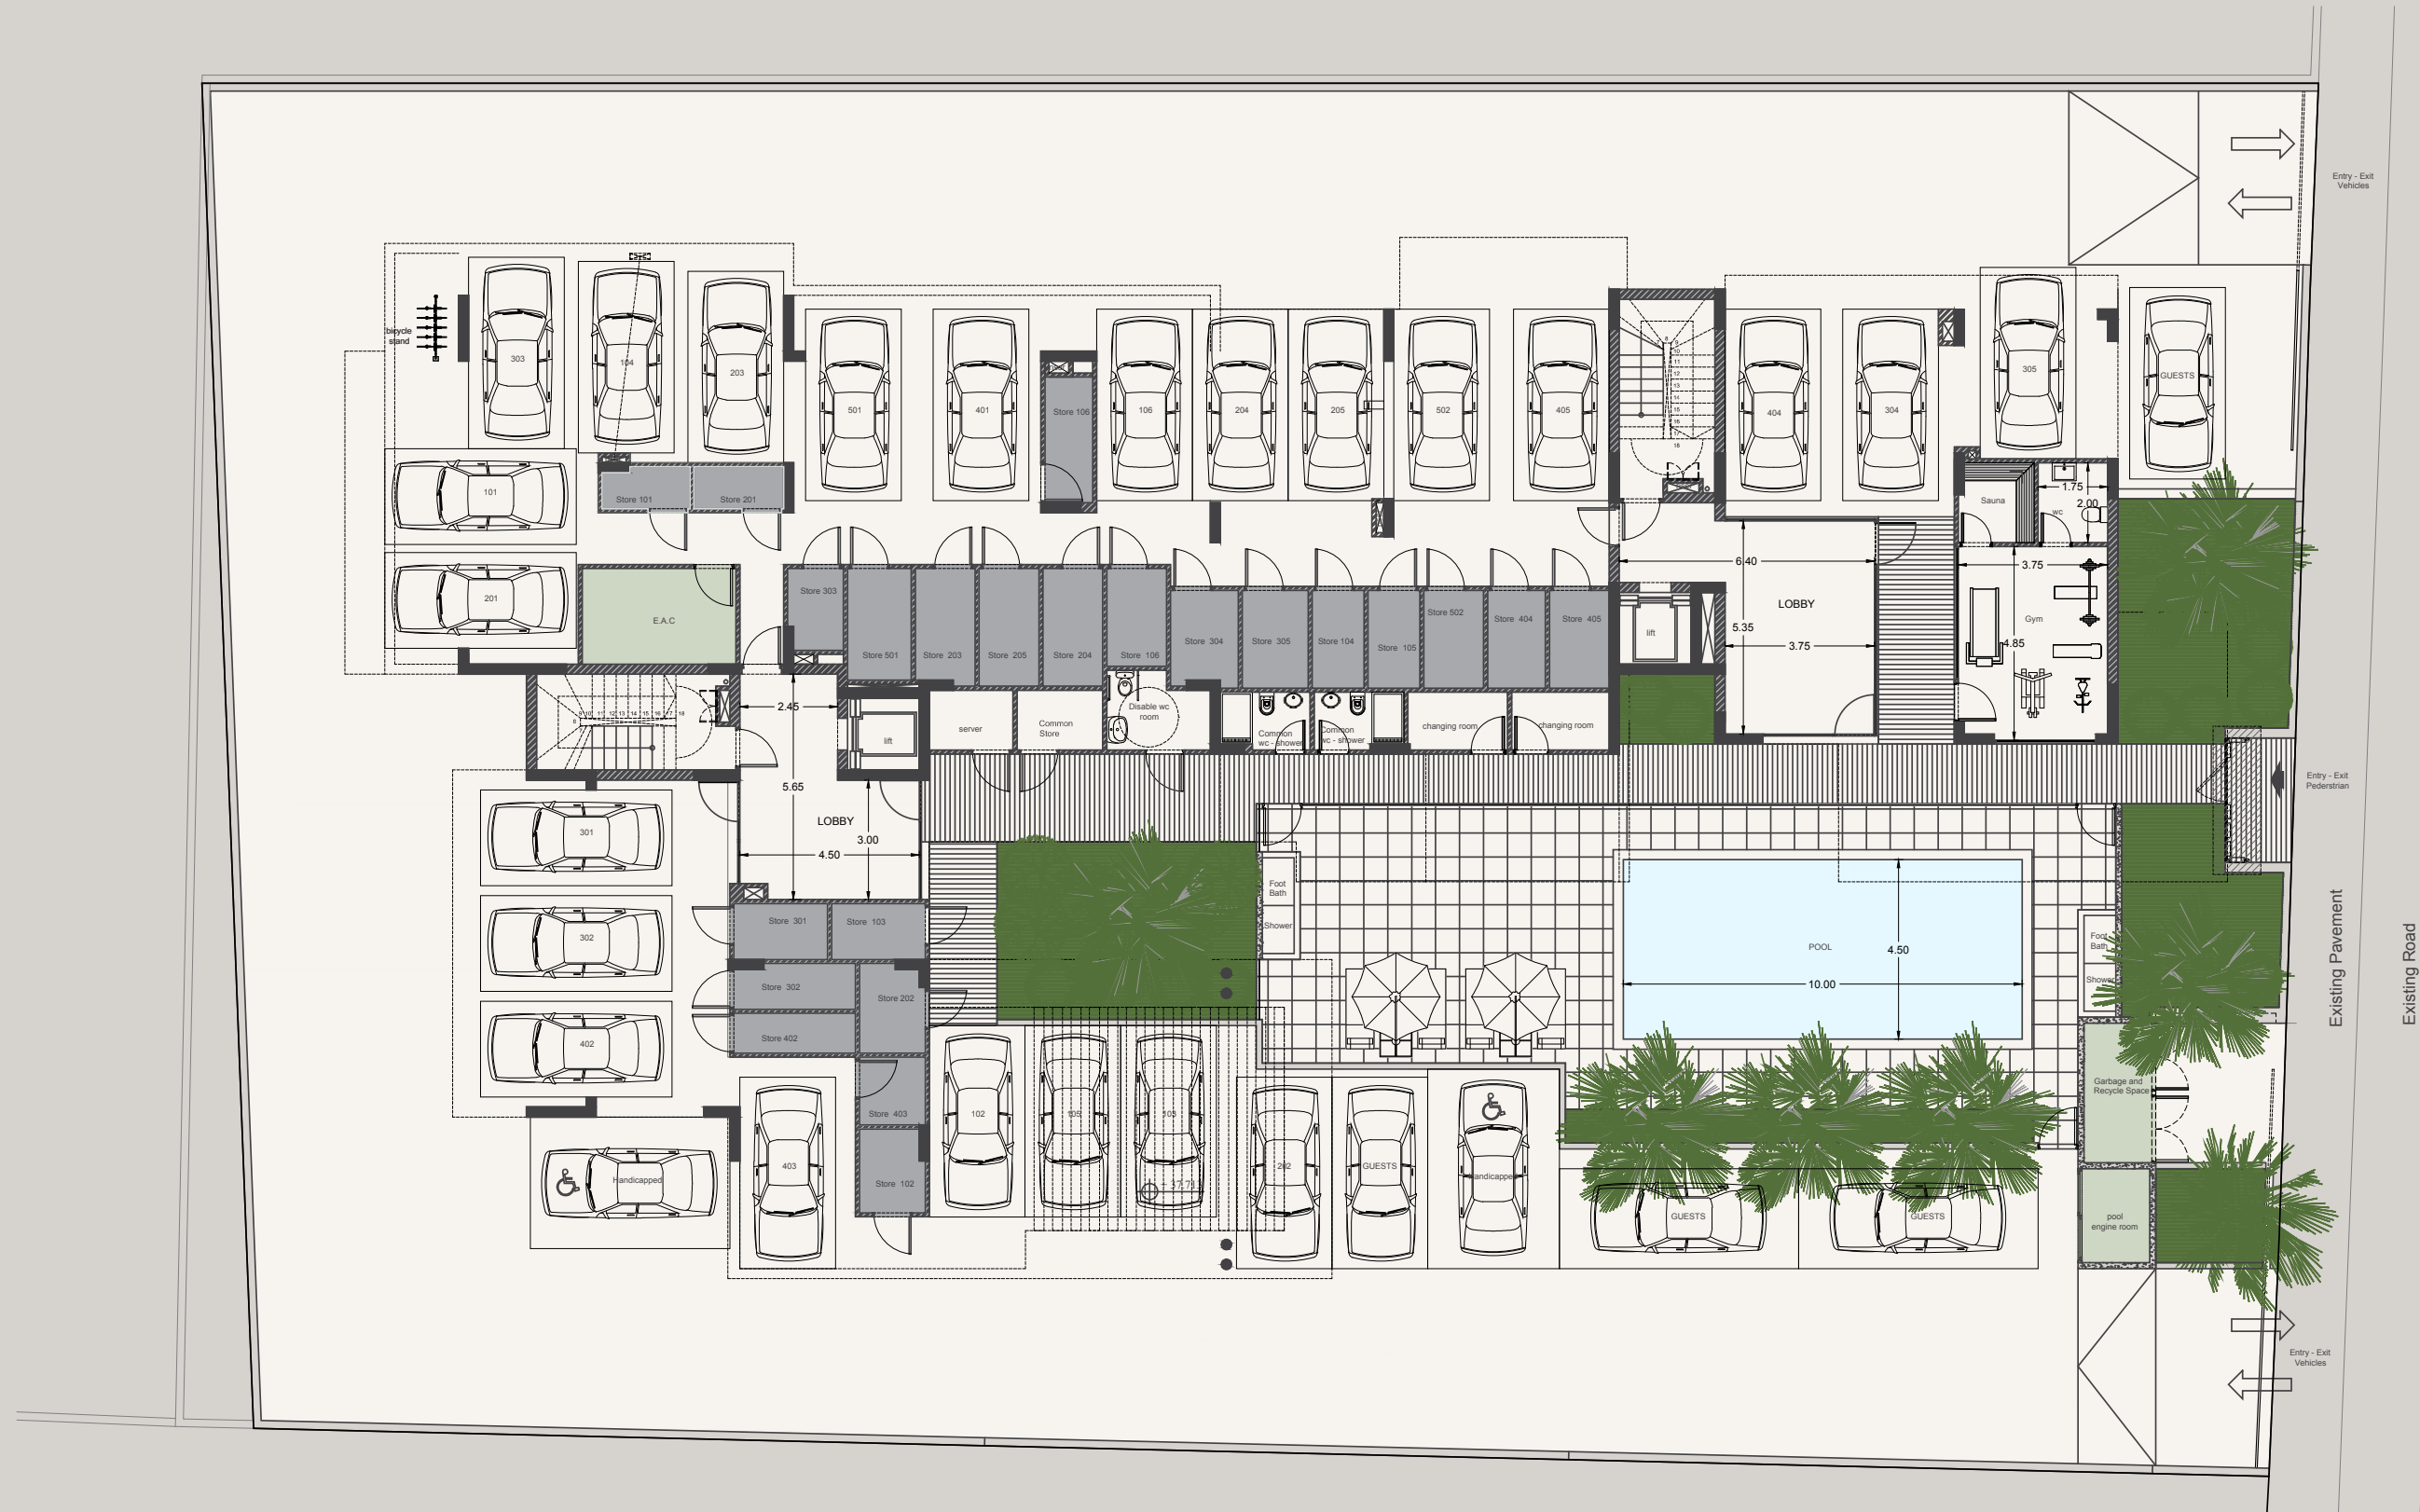 Entry - Exit
Vehicles
bicycle
stand
303
104
203
501
401
Store 106
106
204
205
502
405
404
304
305
GUESTS
101
Store 101
Store 201
Sauna
wc
1.75
2.00
201
E.A.C
Store 303
Store 501
Store 203
Store 205
Store 204
Store 106
Store 304
Store 305
Store 104
Store 105
Store 502
Store 404
Store 405
lift
6.40
LOBBY
5.35
3.75
3.75
Gym
4.85
2.45
lift
server
Common
Store
Disable wc
room
Common
wc - shower
Common
wc - shower
changing room
changing room
5.65
LOBBY
3.00
4.50
Entry - Exit
Pederstrian
301
302
402
Store 301
Store 103
Store 302
Store 202
Store 402
Store 403
Store 102
Foot
Bath
Shower
POOL
4.50
10.00
Foot
Bath
Shower
Existing Pavement
Existing Road
Garbage and
Recycle Space
pool
engine room
Handicapped
403
102
105
103
202
GUESTS
Handicapped
GUESTS
GUESTS
Entry - Exit
Vehicles